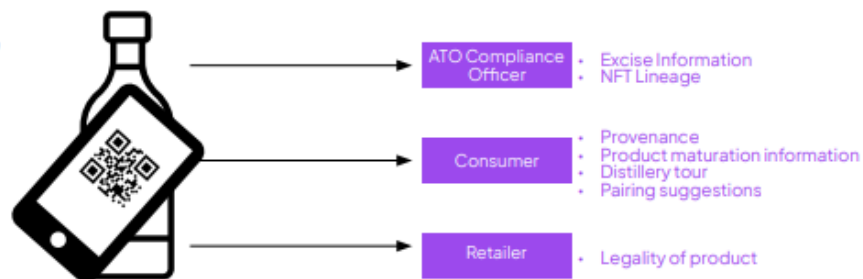 ATO Compliance
Officer
• Excise Information
• NFT Lineage
Consumer
• Provenance
• Product maturation information
• Distillery tour
• Pairing suggestions
Retailer
• Legality of product